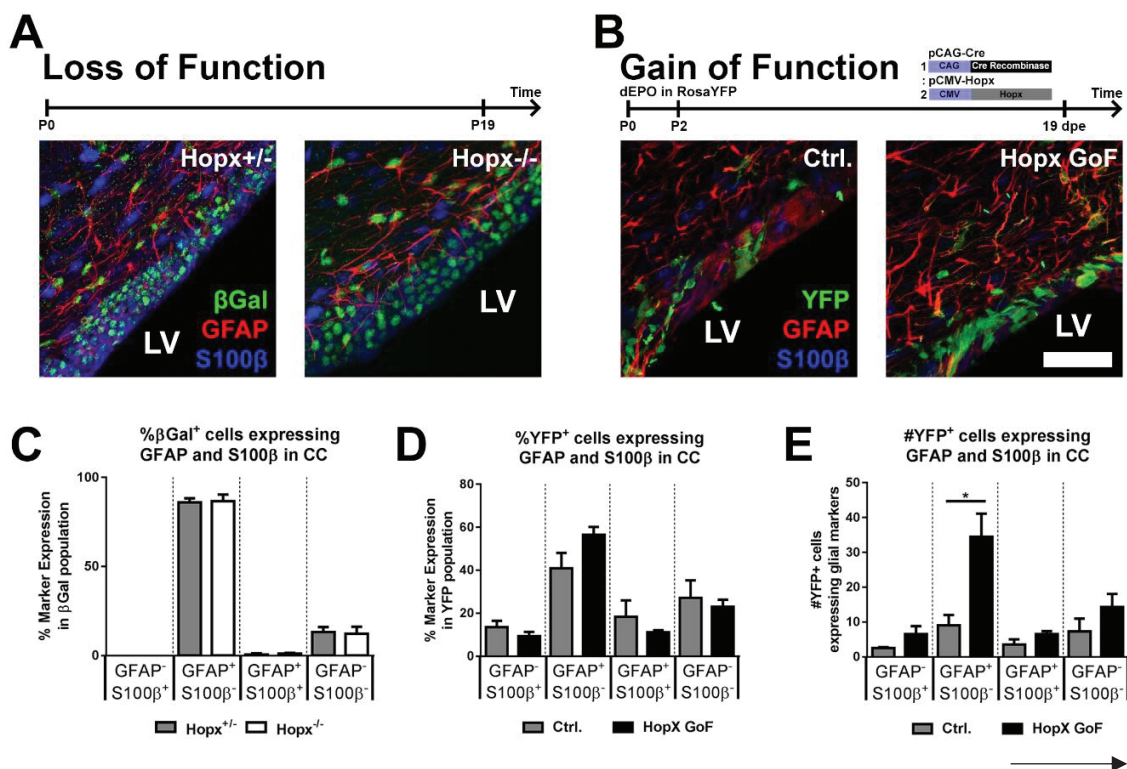 A
Loss of Function
Time
P0
P19
Hopx+/-
βGal
GFAP
S100β
LV
Hopx-/-
LV
B
Gain of Function
pCAG-Cre
1 CAG Cre Recombinase
: pCMV-Hopx
2 CMV Hopx
dEPO in RosaYFP
Time
P0
P2
19 dpe
Ctrl.
YFP
GFAP
S100β
LV
Hopx GoF
LV
C
%βGal⁺ cells expressing
GFAP and S100β in CC
% Marker Expression
in βGal population
100
50
0
GFAP⁻ GFAP⁺ GFAP⁺ GFAP⁻
S100β⁺ S100β⁻ S100β⁺ S100β⁻
Hopx⁺/⁻ Hopx⁻/⁻
D
%YFP⁺ cells expressing
GFAP and S100β in CC
% Marker Expression
in YFP population
80
60
40
20
0
GFAP⁻ GFAP⁺ GFAP⁺ GFAP⁻
S100β⁺ S100β⁻ S100β⁺ S100β⁻
Ctrl. HopX GoF
E
#YFP⁺ cells expressing
GFAP and S100β in CC
#YFP+ cells
expressing glial markers
50
40
30
20
10
0
*
GFAP⁻ GFAP⁺ GFAP⁺ GFAP⁻
S100β⁺ S100β⁻ S100β⁺ S100β⁻
Ctrl. HopX GoF